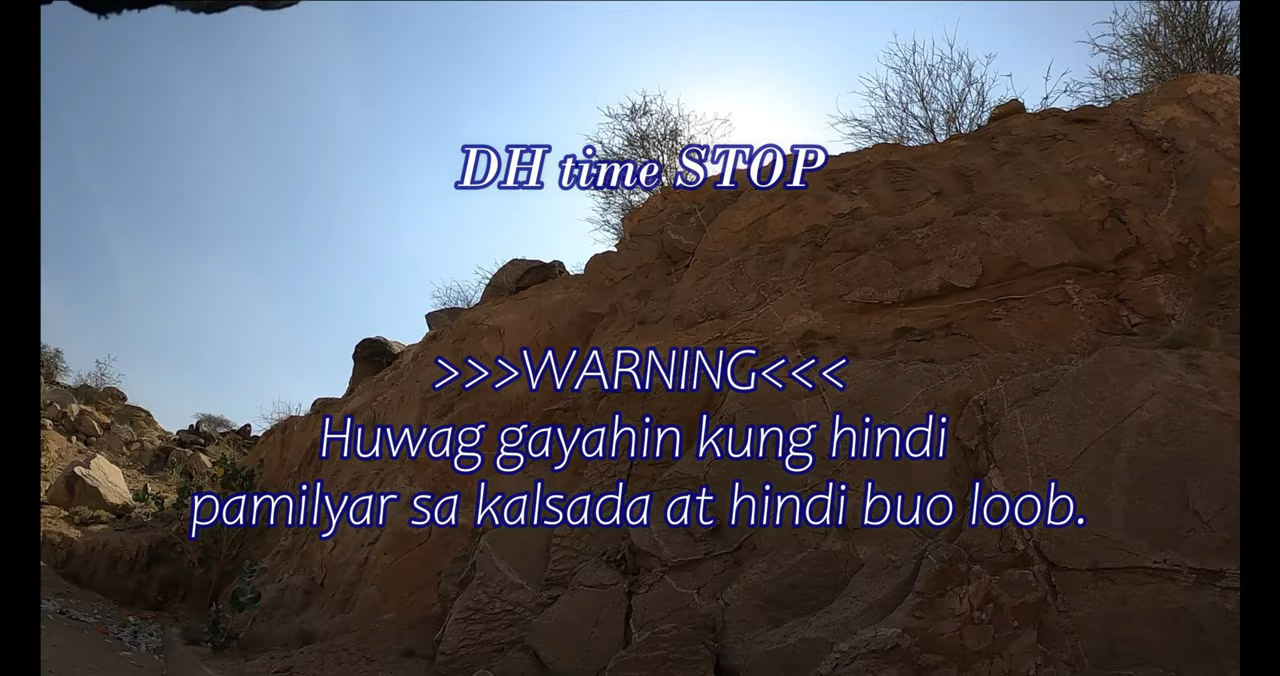 DH time STOP
>>>WARNING<<<
Huwag gayahin kung hindi
pamilyar sa kalsada at hindi buo loob.